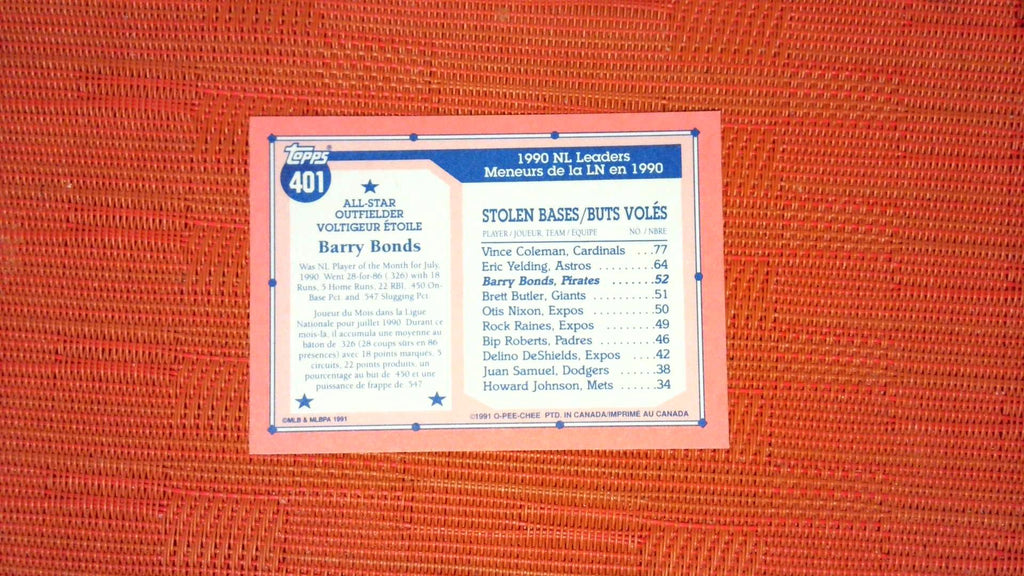 TOPPS
401
ALL-STAR
OUTFIELDER
VOLTIGEUR ÉTOILE
Barry Bonds
Was NL Player of the Month for July,
1990. Went 28-for-86 (.326) with 18
Runs, 5 Home Runs, 22 RBI, .450 On-
Base Pct. and .547 Slugging Pct.
Joueur du Mois dans la Ligue
Nationale pour juillet 1990. Durant ce
mois-là, il accumula une moyenne au
bâton de .326 (28 coups sûrs en 86
présences) avec 18 points marqués, 5
circuits, 22 points produits, un
pourcentage au but de .450 et une
puissance de frappe de .547
©MLB & MLBPA 1991
1990 NL Leaders
Meneurs de la LN en 1990
STOLEN BASES/BUTS VOLÉS
PLAYER/JOUEUR, TEAM/ÉQUIPE NO./NBRE
Vince Coleman, Cardinals ..77
Eric Yelding, Astros .........64
Barry Bonds, Pirates .......52
Brett Butler, Giants ..........51
Otis Nixon, Expos ...........50
Rock Raines, Expos .........49
Bip Roberts, Padres ........46
Delino DeShields, Expos ...42
Juan Samuel, Dodgers ......38
Howard Johnson, Mets ......34
©1991 O-PEE-CHEE PTD. IN CANADA/IMPRIMÉ AU CANADA